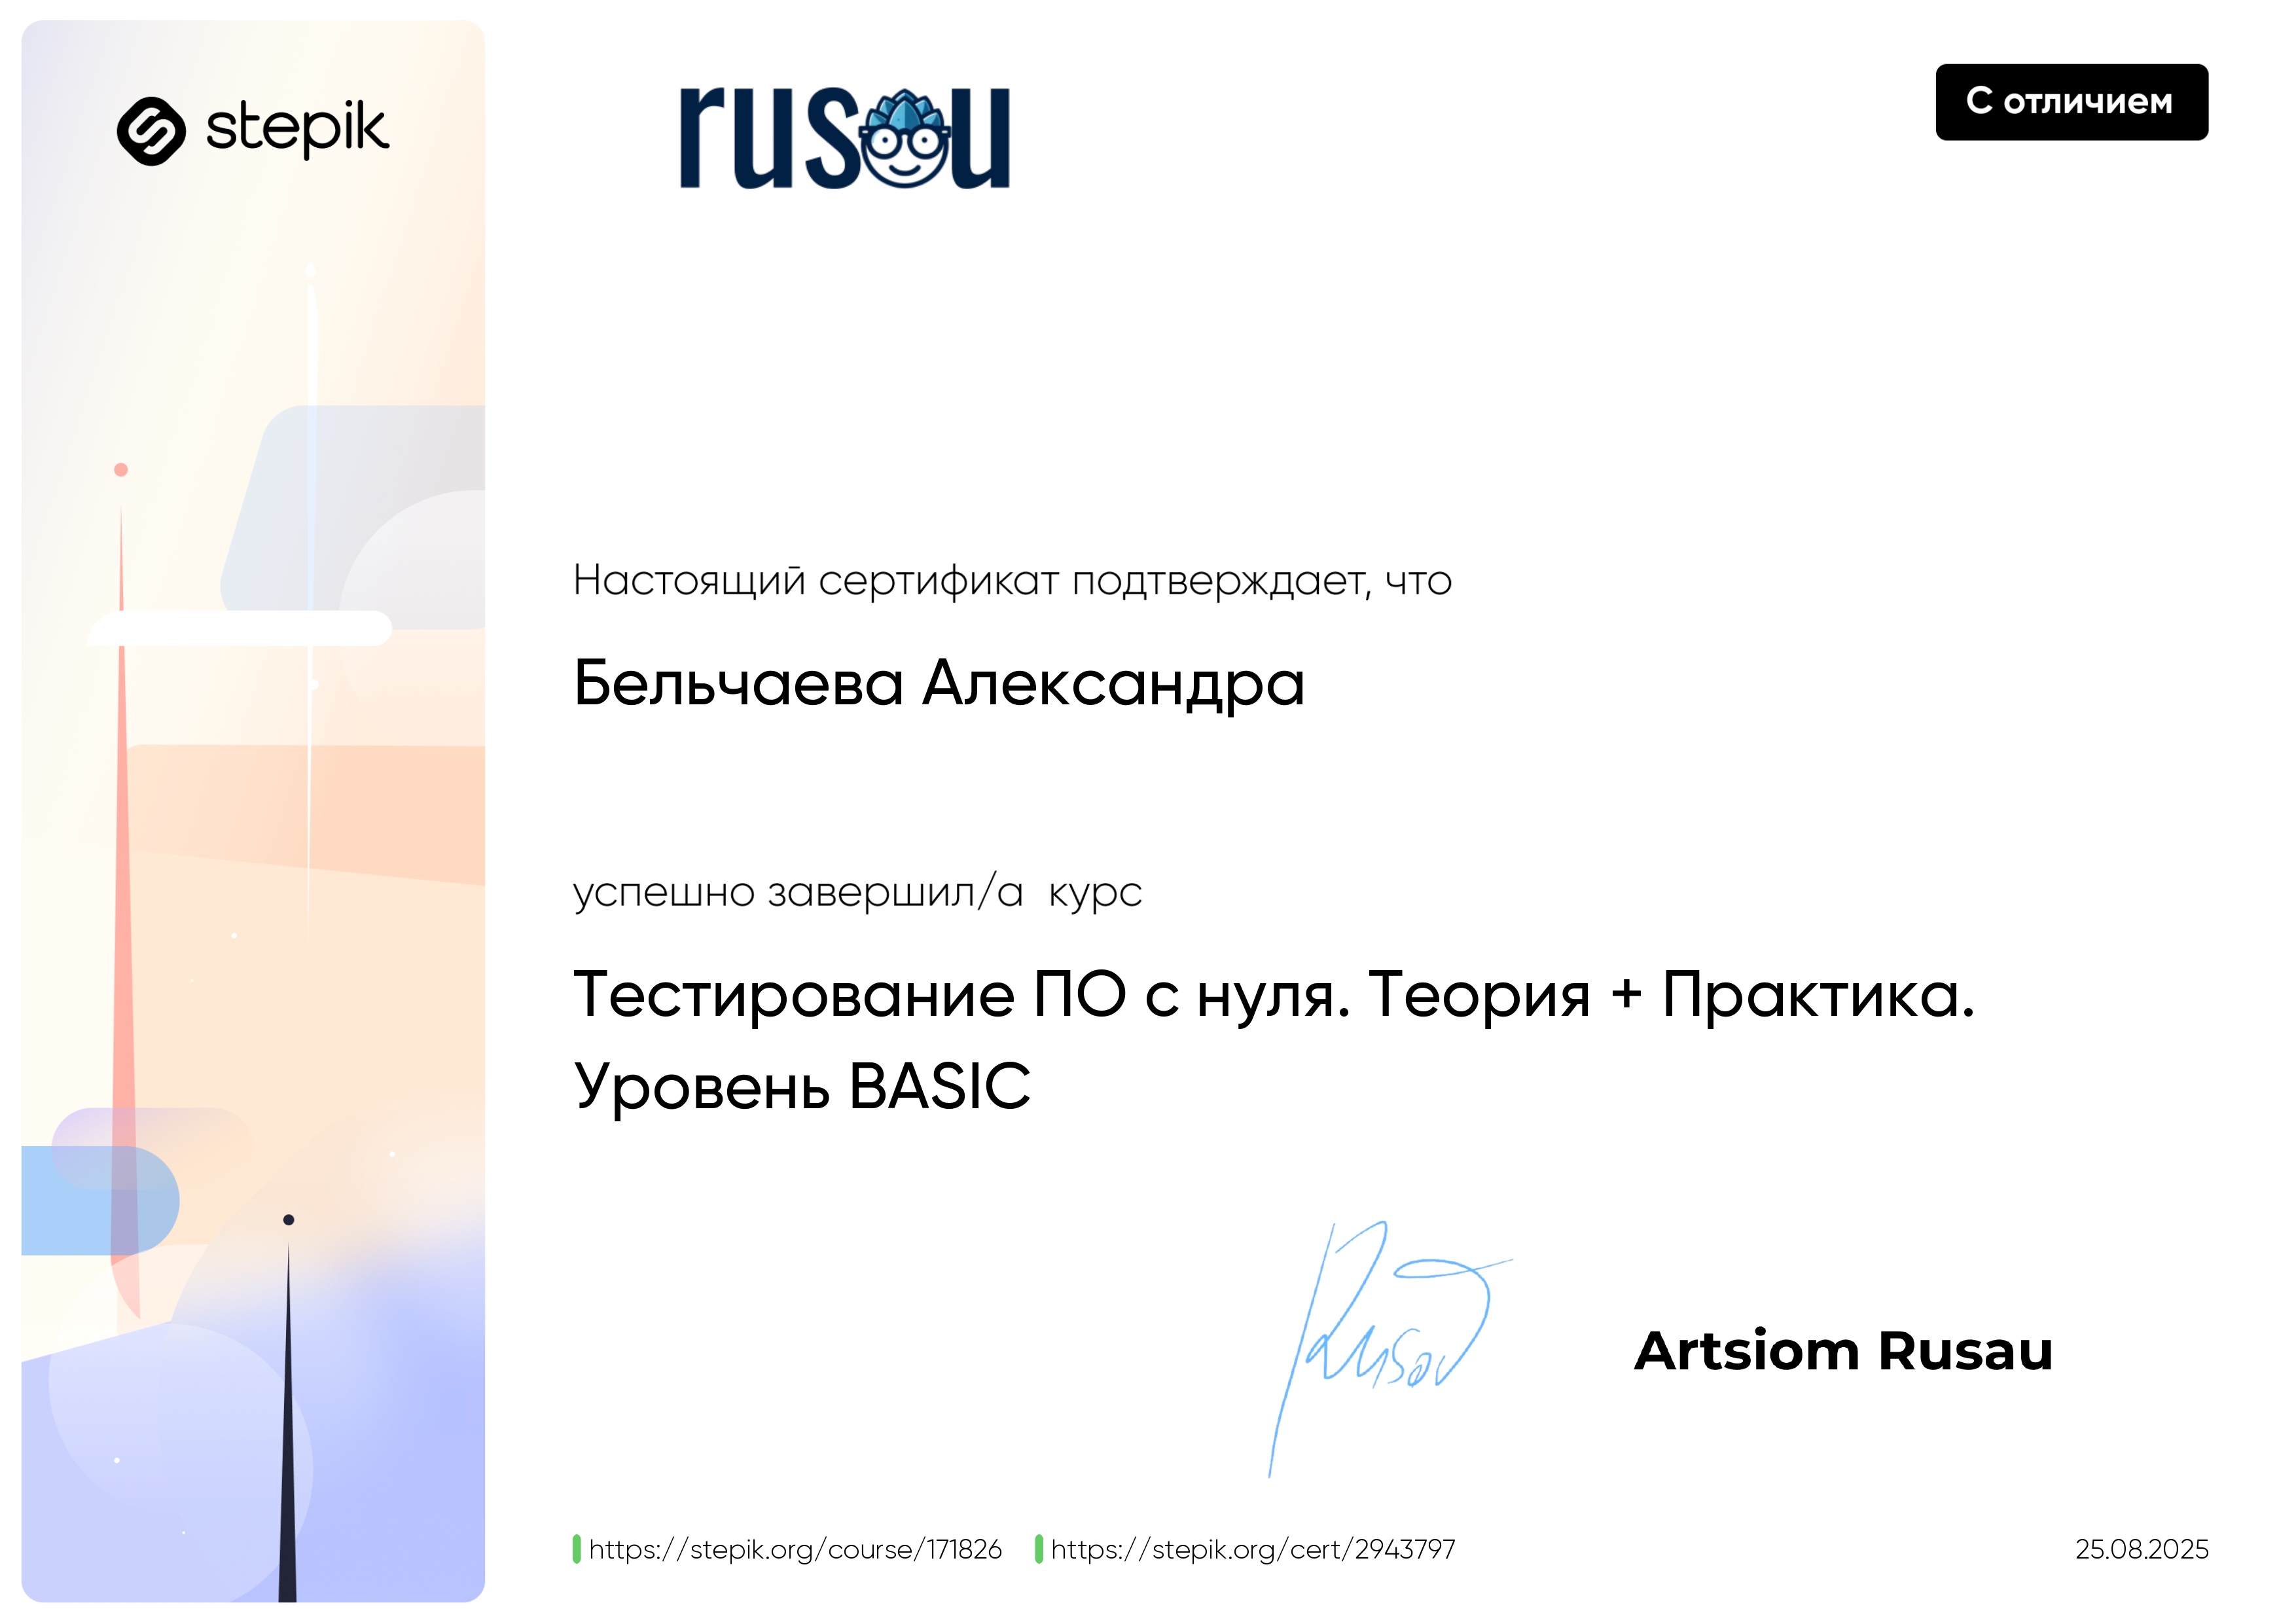 stepik
rusau
С отличием
Настоящий сертификат подтверждает, что
Бельчаева Александра
успешно завершил/а курс
Тестирование ПО с нуля. Теория + Практика.
Уровень BASIC
Rusau
Artsiom Rusau
https://stepik.org/course/171826
https://stepik.org/cert/2943797
25.08.2025